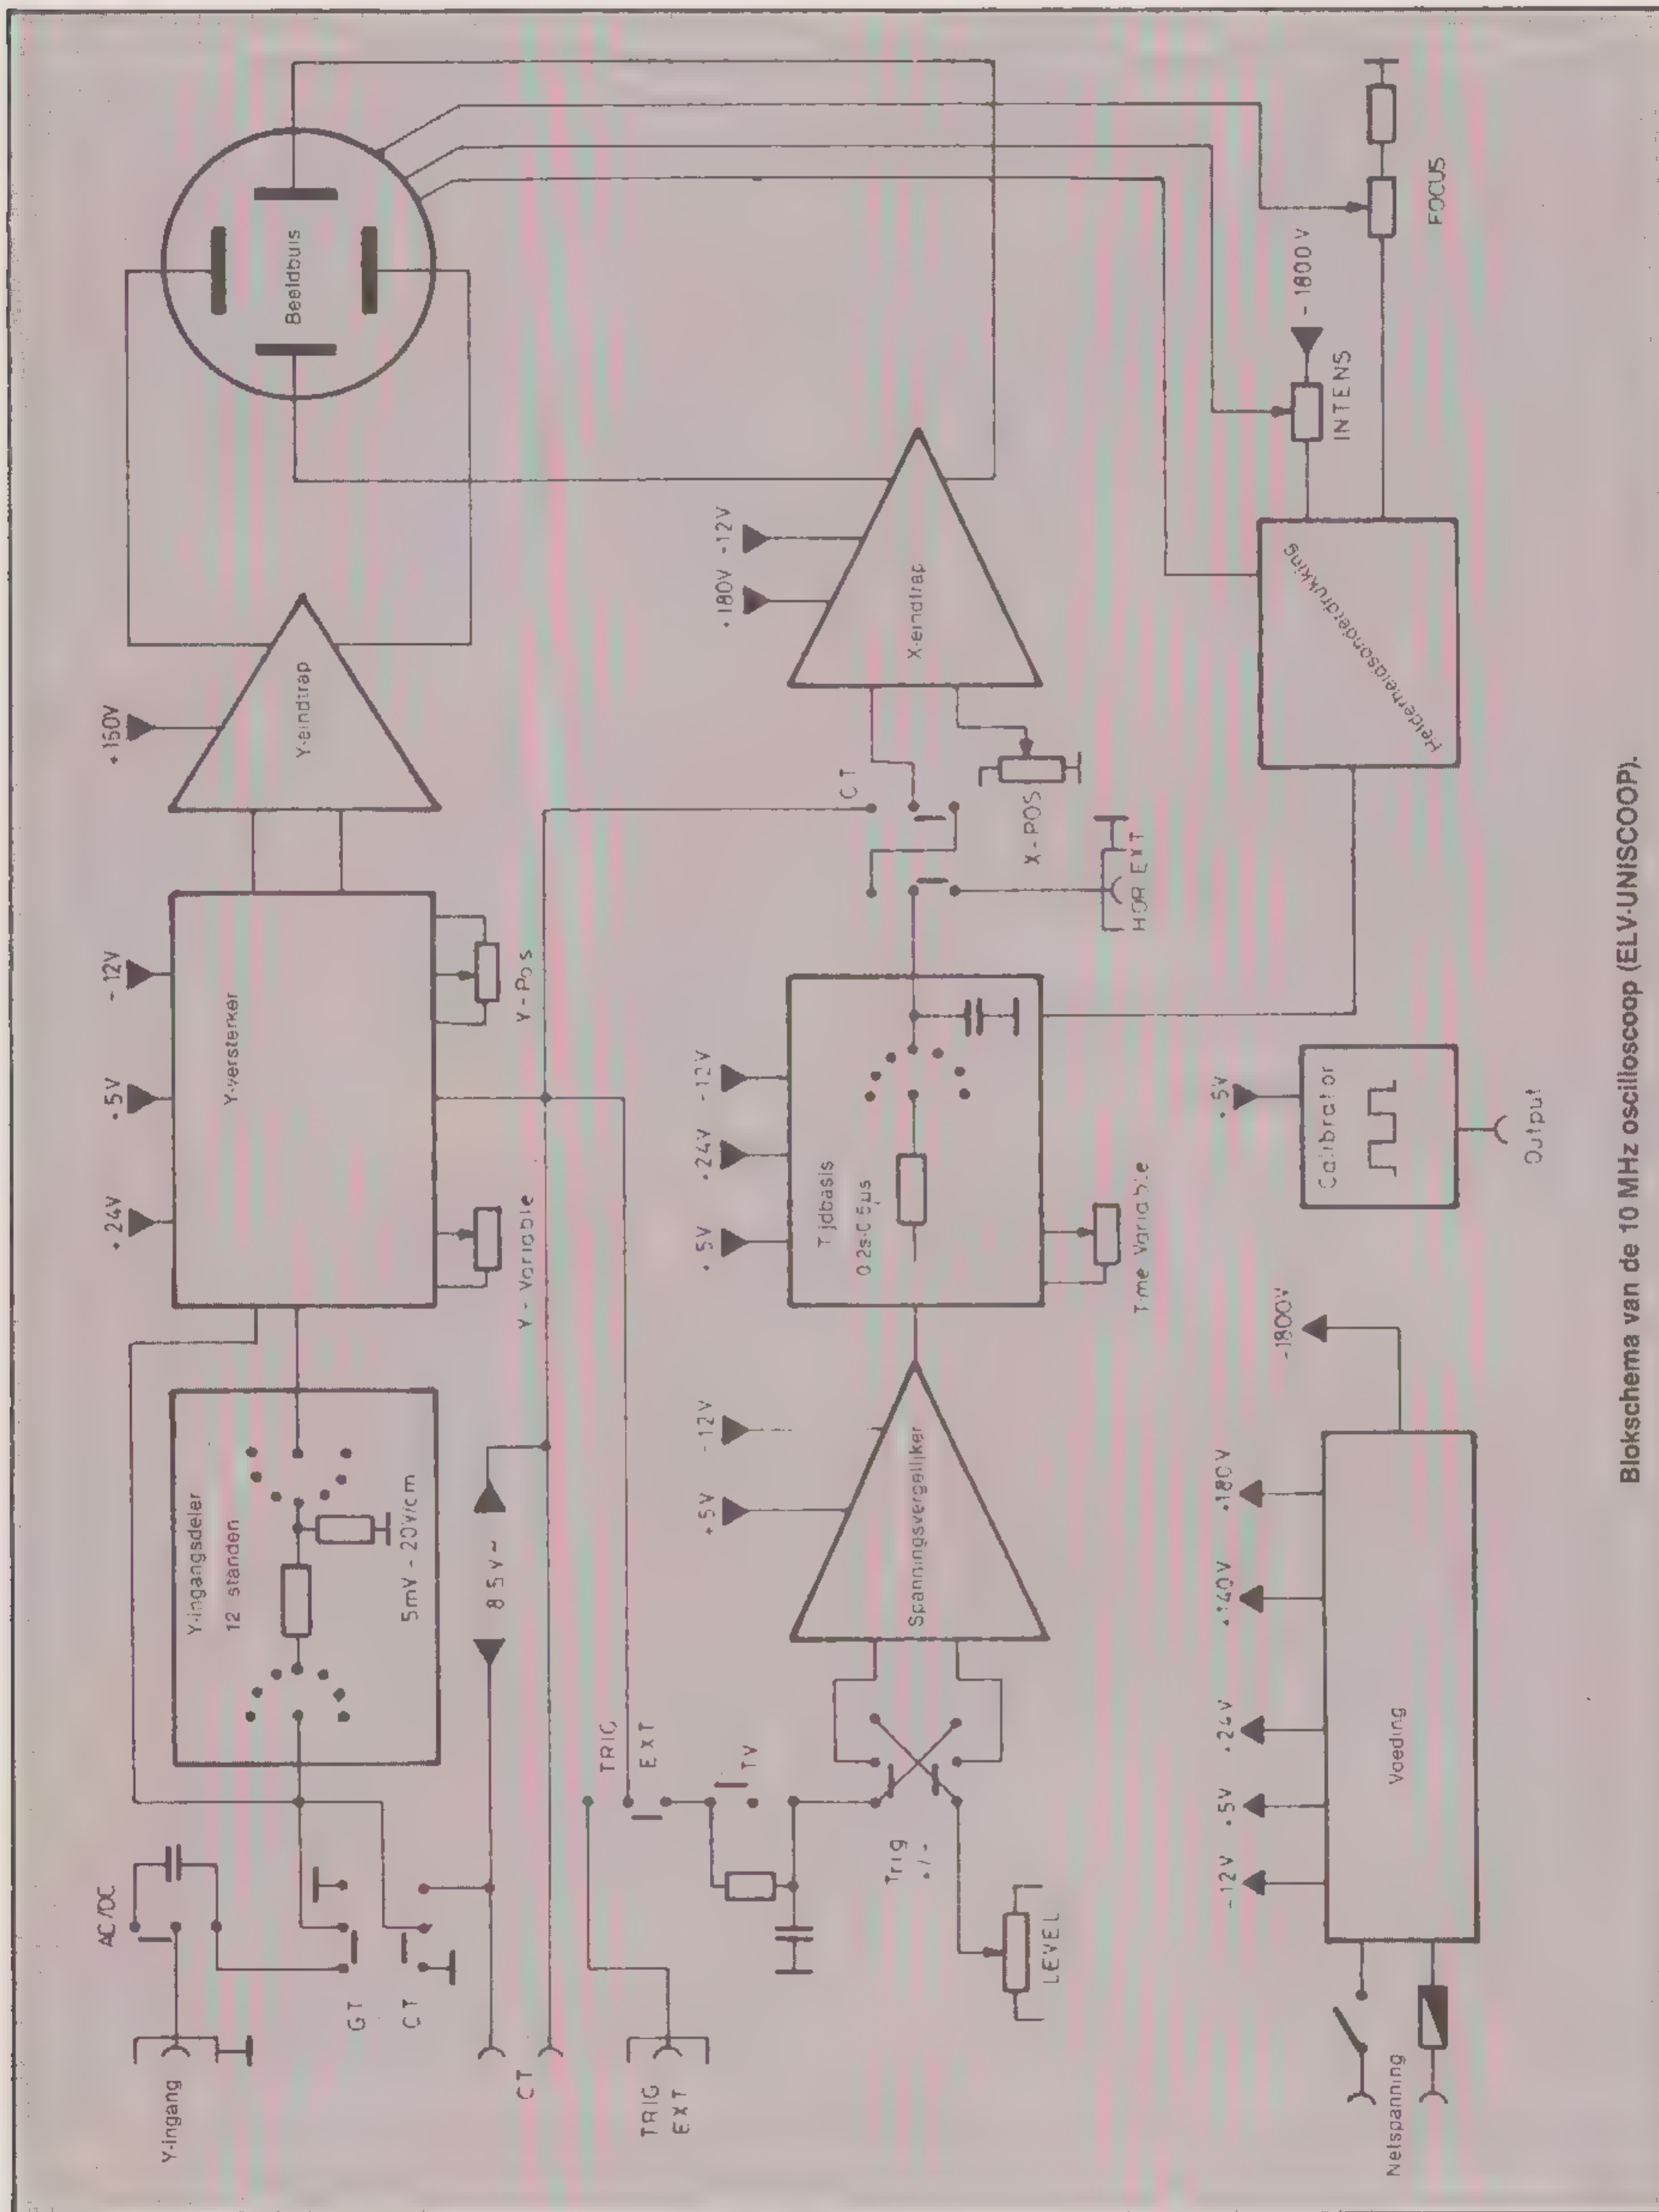 Y-ingang
AC/DC
GT
CT
CT
TRIG
EXT
Y-ingangsdeler
12 standen
5mV - 20V/cm
8 5 V ~
+24V
+5V
-12V
Y-versterker
Y - Variable
Y - Pos
+150V
Y-eindtrap
Beeldbuis
TRIG
EXT
TV
Trig
+/-
LEVEL
+5V
-12V
Spanningsvergelijker
+5V
+24V
-12V
Tijdbasis
0.2s-0.5µs
Time Variable
CT
X-POS
HOR EXT
+180V
-12V
X-eindtrap
Netspanning
-12V
+5V
+24V
+140V
+180V
-1800V
Voeding
+5V
Calibrator
Output
Helderheidsonderdrukking
INTENS
-1800V
FOCUS
Blokschema van de 10 MHz oscilloscoop (ELV-UNISCOOP).